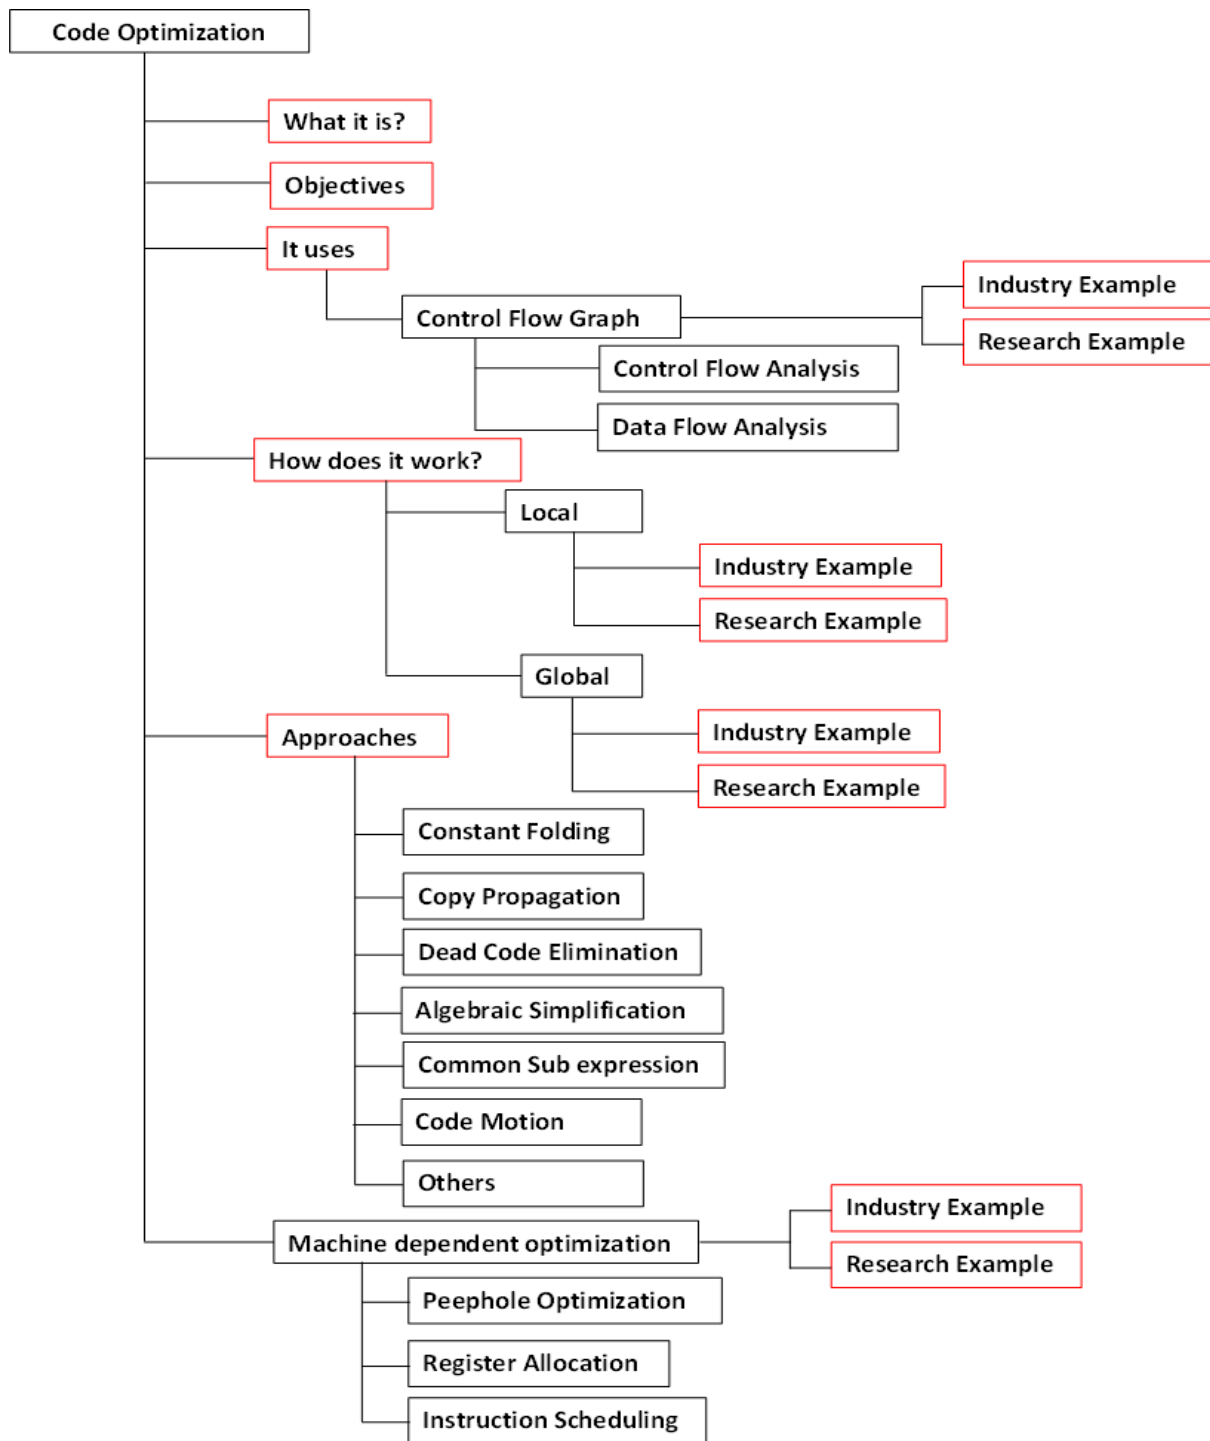 Code Optimization
What it is?
Objectives
It uses
Industry Example
Control Flow Graph
Research Example
Control Flow Analysis
Data Flow Analysis
How does it work?
Local
Industry Example
Research Example
Global
Industry Example
Approaches
Research Example
Constant Folding
Copy Propagation
Dead Code Elimination
Algebraic Simplification
Common Sub expression
Code Motion
Others
Industry Example
Machine dependent optimization
Research Example
Peephole Optimization
Register Allocation
Instruction Scheduling